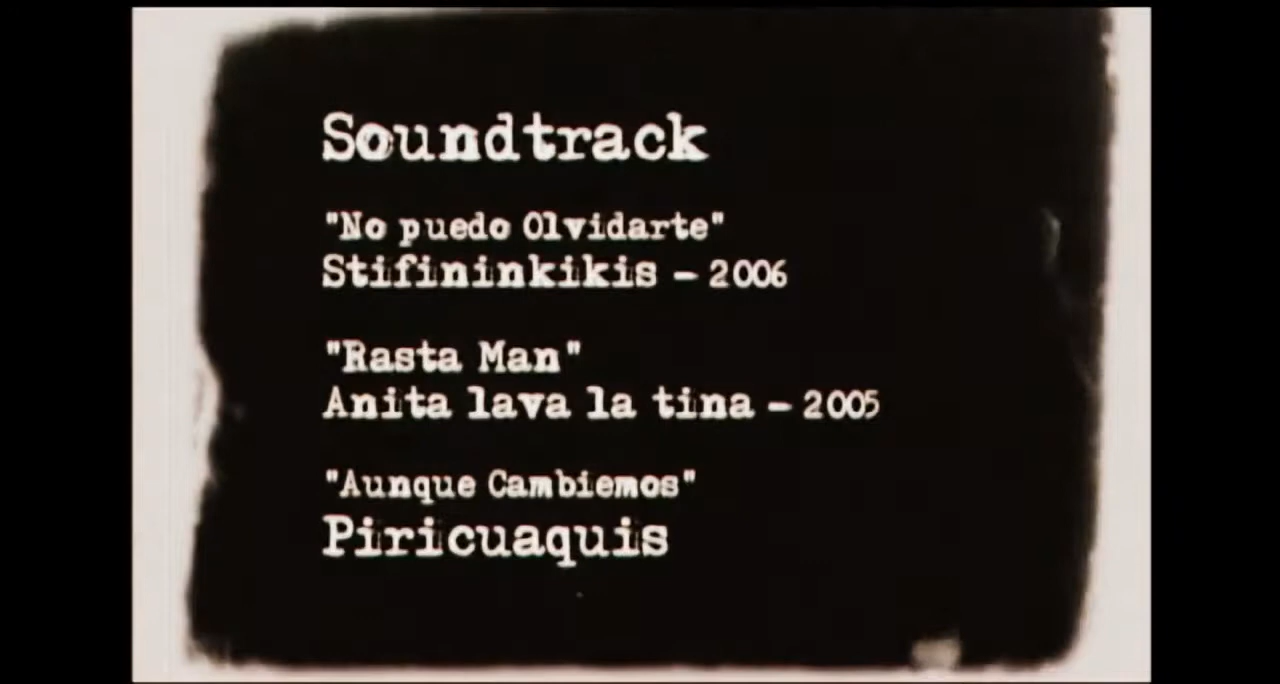 Soundtrack
"No puedo Olvidarte"
Stifininkikis - 2006
"Rasta Man"
Anita lava la tina - 2005
"Aunque Cambiemos"
Piricuaquis